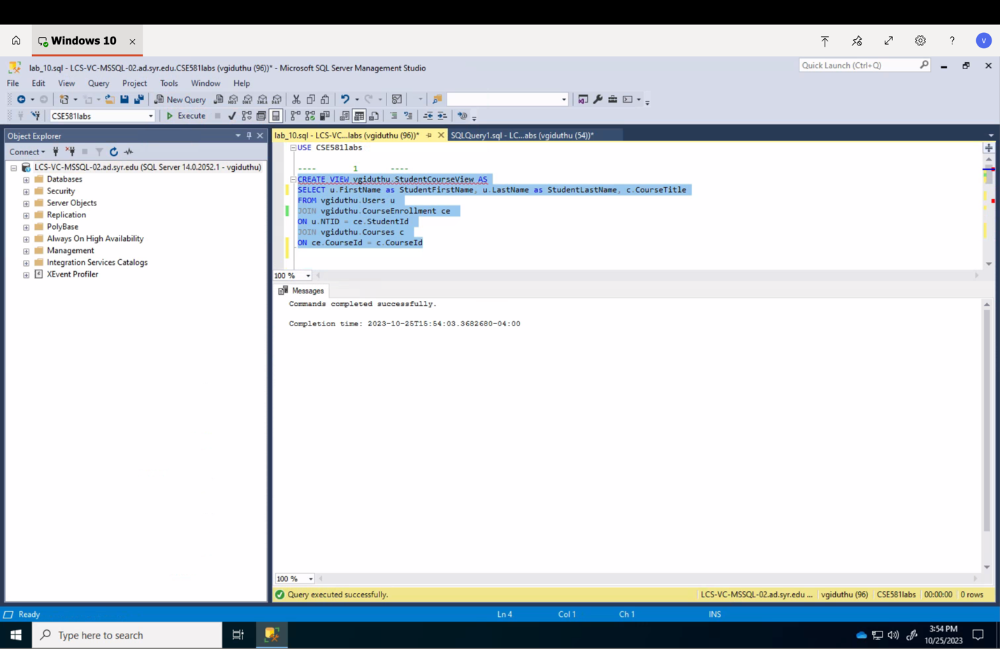 Windows 10
V
lab_10.sql - LCS-VC-MSSQL-02.ad.syr.edu.CSE581labs (vgiduthu (96))* - Microsoft SQL Server Management Studio
Quick Launch (Ctrl+Q)
File Edit View Query Project Tools Window Help
New Query
CSE581labs
Execute
Object Explorer
lab_10.sql - LC...labs (vgiduthu (96))*
SQLQuery1.sql - LC...abs (vgiduthu (54))*
Connect
LCS-VC-MSSQL-02.ad.syr.edu (SQL Server 14.0.2052.1 - vgiduthu)
Databases
Security
Server Objects
Replication
PolyBase
Always On High Availability
Management
Integration Services Catalogs
XEvent Profiler
USE CSE581labs
---- 1 ----
CREATE VIEW vgiduthu.StudentCourseView AS
SELECT u.FirstName as StudentFirstName, u.LastName as StudentLastName, c.CourseTitle
FROM vgiduthu.Users u
JOIN vgiduthu.CourseEnrollment ce
ON u.NTID = ce.StudentId
JOIN vgiduthu.Courses c
ON ce.CourseId = c.CourseId
100 %
Messages
Commands completed successfully.
Completion time: 2023-10-25T15:54:03.3682680-04:00
100 %
Query executed successfully.
LCS-VC-MSSQL-02.ad.syr.edu ... vgiduthu (96) CSE581labs 00:00:00 0 rows
Ready
Ln 4 Col 1 Ch 1 INS
Type here to search
3:54 PM
10/25/2023